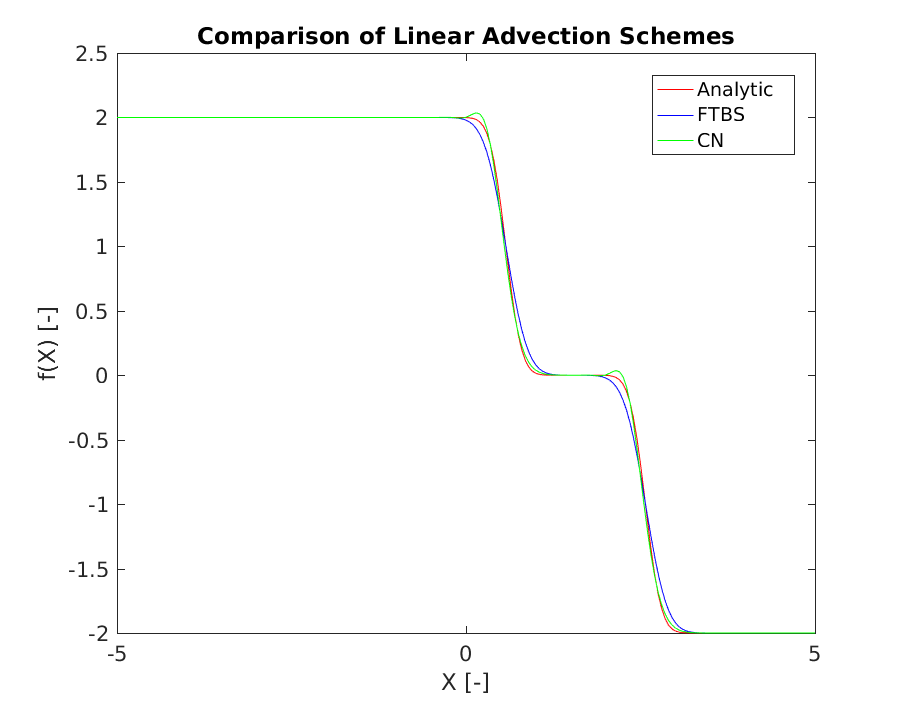 Comparison of Linear Advection Schemes
2.5
2
1.5
1
0.5
0
-0.5
-1
-1.5
-2
f(X) [-]
Analytic
FTBS
CN
-5
0
5
X [-]